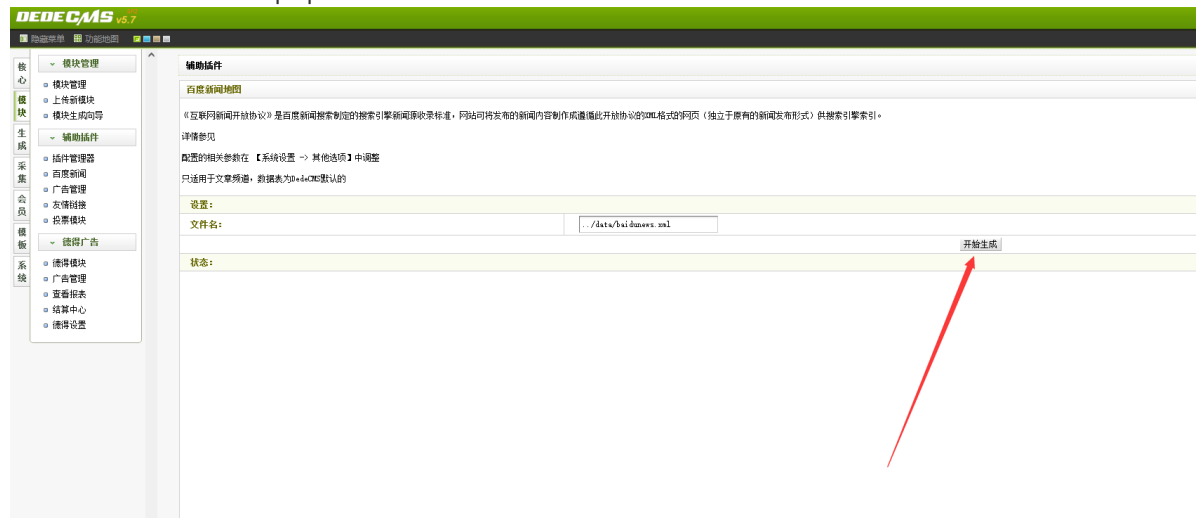 DEDECMS v5.7
隐藏菜单 功能地图
核心
模块
生成
采集
会员
模板
系统
模块管理
模块管理
上传新模块
模块生成向导
辅助插件
插件管理器
百度新闻
广告管理
友情链接
投票模块
德得广告
德得模块
广告管理
查看报表
结算中心
德得设置
辅助插件
百度新闻地图
《互联网新闻开放协议》是百度新闻搜索制定的搜索引擎新闻源收录标准，网站可将发布的新闻内容制作成遵循此开放协议的XML格式的网页（独立于原有的新闻发布形式）供搜索引擎索引。
详情参见
配置的相关参数在 【系统设置 -> 其他选项】中调整
只适用于文章频道，数据表为DedeCMS默认的
设置：
文件名： ../data/baidunews.xml
开始生成
状态：